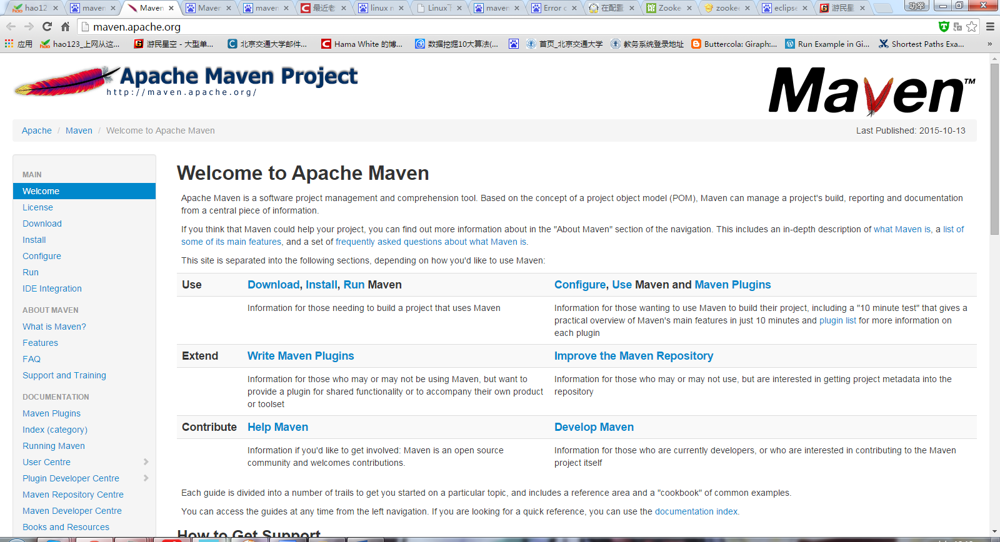 hao12
maven
Maven
Maven
maven
最近老
linux n
Linux下
maven
Error c
在配置
Zooke
zookee
eclipse
游民星
功举
maven.apache.org
应用
hao123_上网从这...
游民星空 - 大型单...
北京交通大学邮件...
Hama White 的博...
数据挖掘10大算法(...
首页_北京交通大学
教务系统登录地址
Buttercola: Giraph:...
Run Example in Gi...
Shortest Paths Exa...
»
Apache Maven Project
http://maven.apache.org/
Maven™
Apache / Maven / Welcome to Apache Maven
Last Published: 2015-10-13
MAIN
Welcome
License
Download
Install
Configure
Run
IDE Integration
ABOUT MAVEN
What is Maven?
Features
FAQ
Support and Training
DOCUMENTATION
Maven Plugins
Index (category)
Running Maven
User Centre
Plugin Developer Centre
Maven Repository Centre
Maven Developer Centre
Books and Resources
Welcome to Apache Maven
Apache Maven is a software project management and comprehension tool. Based on the concept of a project object model (POM), Maven can manage a project's build, reporting and documentation
from a central piece of information.
If you think that Maven could help your project, you can find out more information about in the "About Maven" section of the navigation. This includes an in-depth description of what Maven is, a list of
some of its main features, and a set of frequently asked questions about what Maven is.
This site is separated into the following sections, depending on how you'd like to use Maven:
Use
Download, Install, Run Maven
Configure, Use Maven and Maven Plugins
Information for those needing to build a project that uses Maven
Information for those wanting to use Maven to build their project, including a "10 minute test" that gives a
practical overview of Maven's main features in just 10 minutes and plugin list for more information on
each plugin
Extend
Write Maven Plugins
Improve the Maven Repository
Information for those who may or may not be using Maven, but want to
provide a plugin for shared functionality or to accompany their own product
or toolset
Information for those who may or may not use, but are interested in getting project metadata into the
repository
Contribute
Help Maven
Develop Maven
Information if you'd like to get involved: Maven is an open source
community and welcomes contributions.
Information for those who are currently developers, or who are interested in contributing to the Maven
project itself
Each guide is divided into a number of trails to get you started on a particular topic, and includes a reference area and a "cookbook" of common examples.
You can access the guides at any time from the left navigation. If you are looking for a quick reference, you can use the documentation index.
How to Get Support